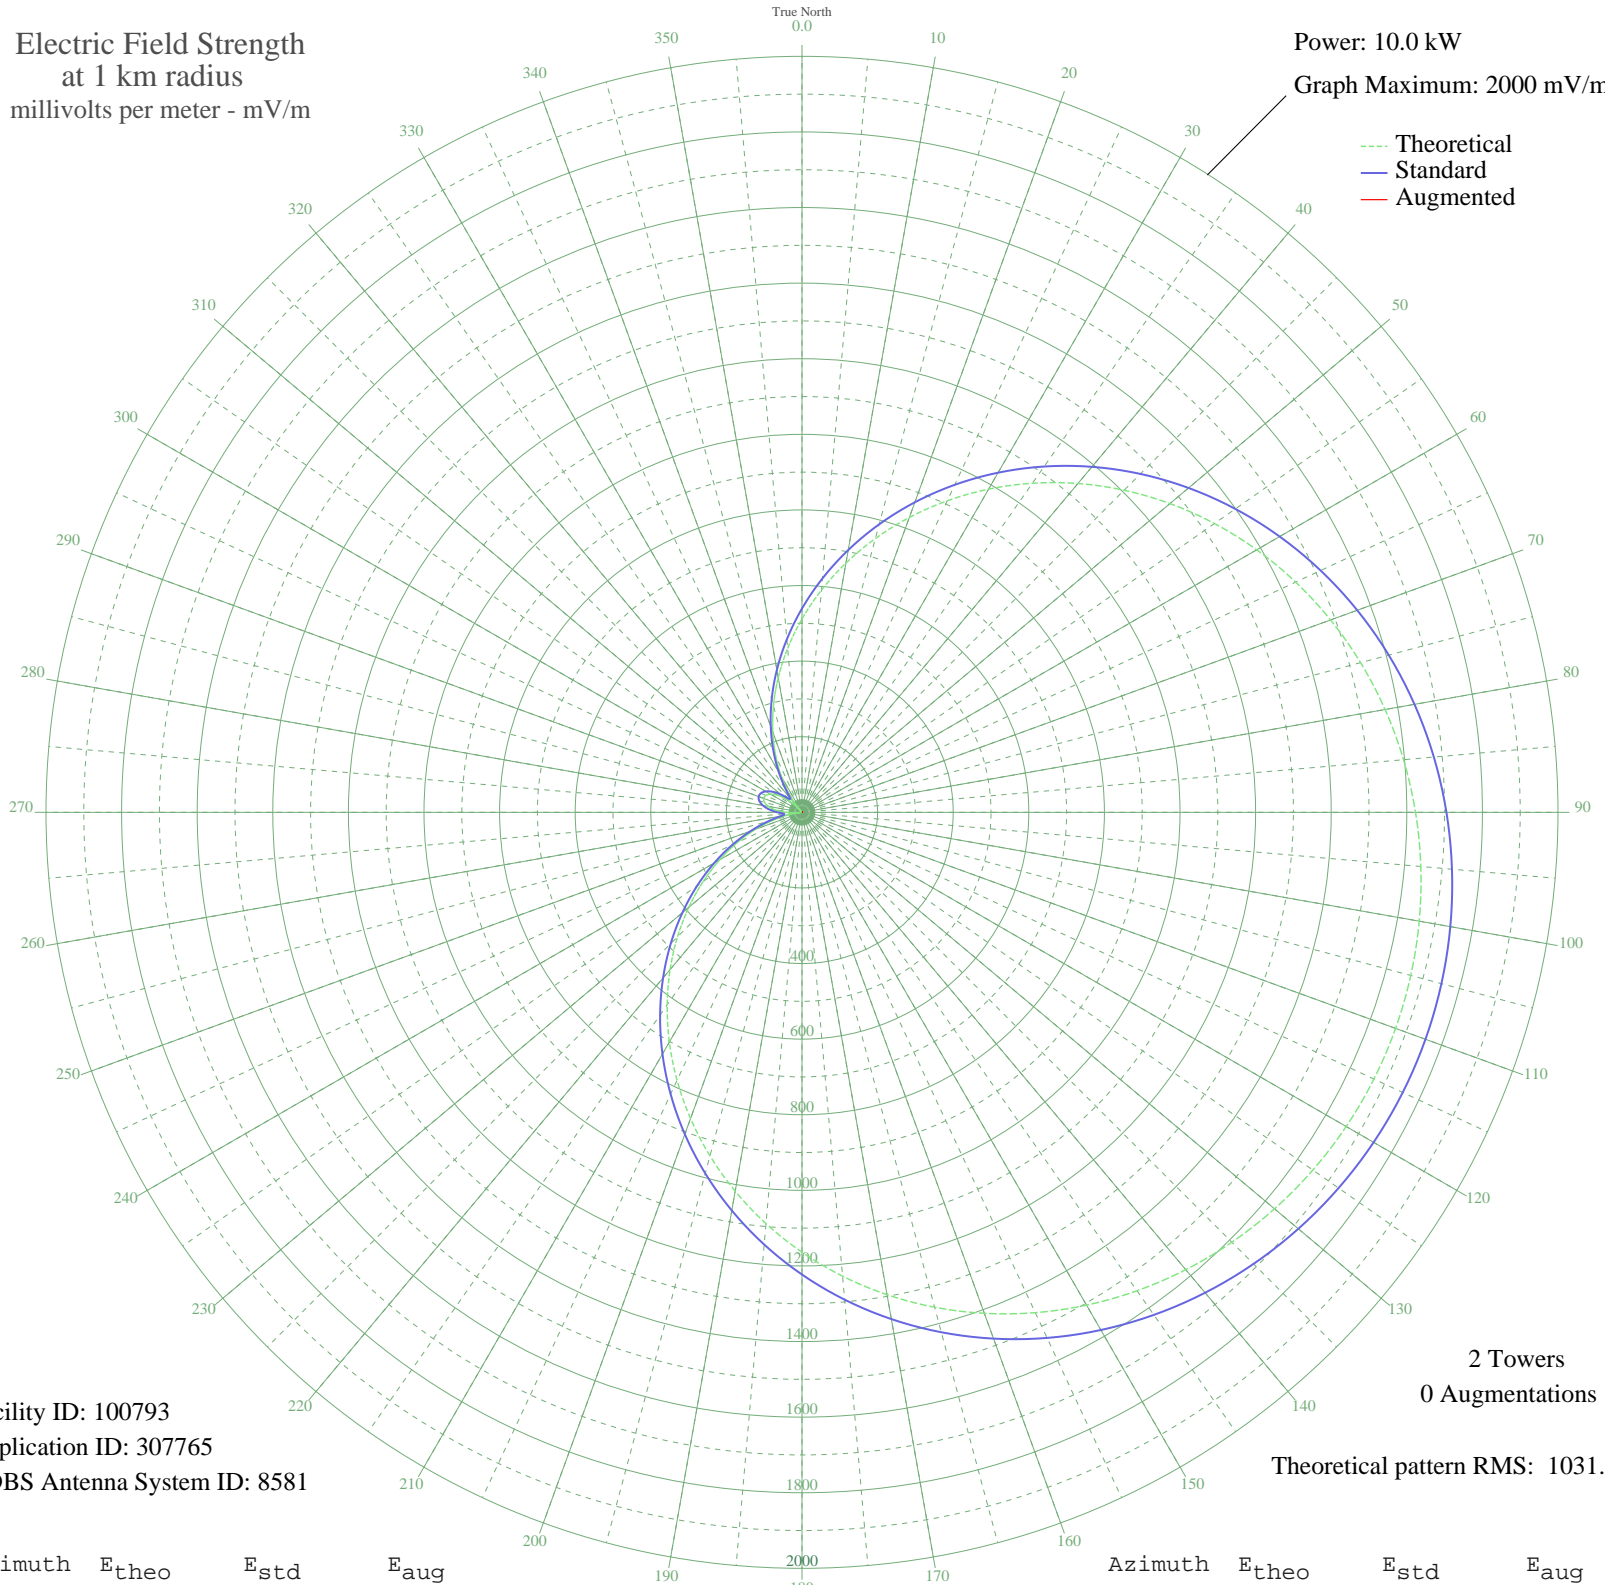 True North
0.0
Electric Field Strength
at 1 km radius
millivolts per meter - mV/m
Power: 10.0 kW
Graph Maximum: 2000 mV/m
Theoretical
Standard
Augmented
10
20
30
40
50
60
70
80
90
100
110
120
130
140
150
160
170
190
200
210
220
230
240
250
260
270
280
290
300
310
320
330
340
350
400
600
800
1000
1200
1400
1600
1800
2000
2 Towers
0 Augmentations
Theoretical pattern RMS: 1031.
cility ID: 100793
plication ID: 307765
DBS Antenna System ID: 8581
imuth Etheo Estd Eaug
Azimuth Etheo Estd Eaug